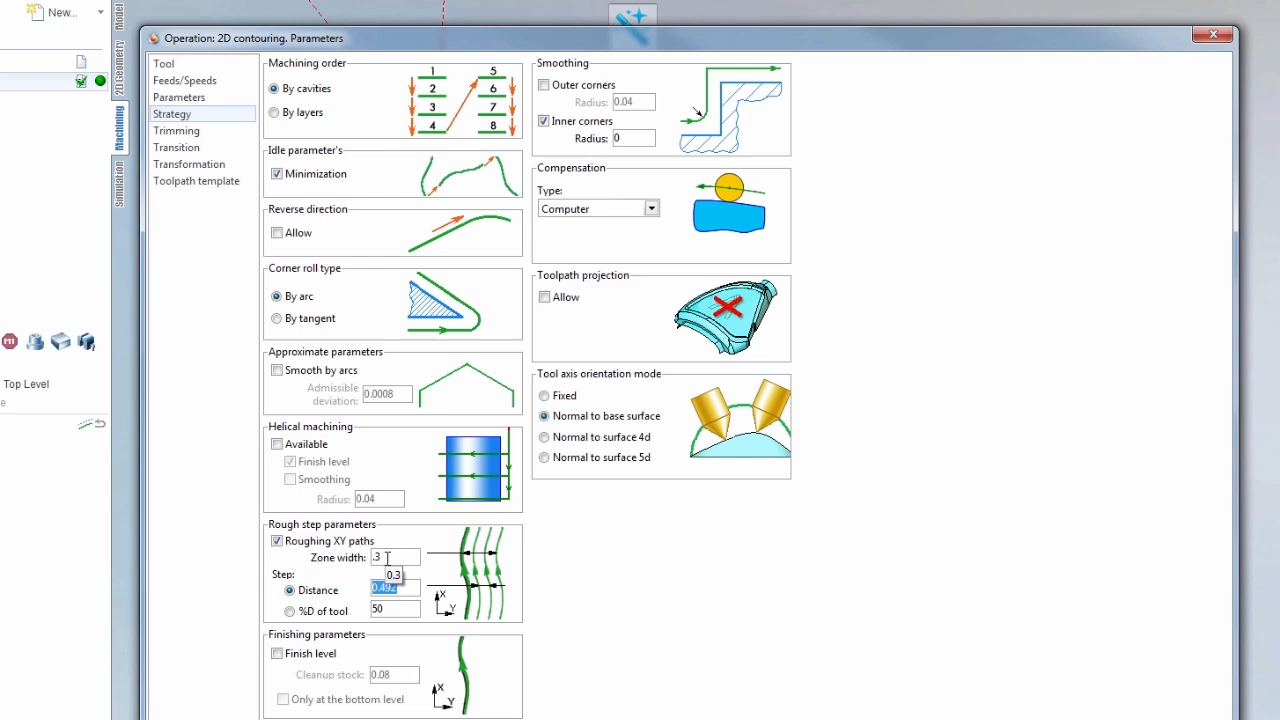 New...
Model
2D Geometry
Machining
Simulation
M1
Top Level
Operation: 2D contouring. Parameters
Tool
Feeds/Speeds
Parameters
Strategy
Trimming
Transition
Transformation
Toolpath template
Machining order
By cavities
By layers
1 5
2 6
3 7
4 8
Idle parameter's
Minimization
Reverse direction
Allow
Corner roll type
By arc
By tangent
Approximate parameters
Smooth by arcs
Admissible
deviation: 0.0008
Helical machining
Available
Finish level
Smoothing
Radius: 0.04
Rough step parameters
Roughing XY paths
Zone width: .3
0.3
Step:
Distance 0.492
%D of tool 50
X
Y
Finishing parameters
Finish level
Cleanup stock: 0.08
Only at the bottom level
X
Y
Smoothing
Outer corners
Radius: 0.04
Inner corners
Radius: 0
Compensation
Type:
Computer
Toolpath projection
Allow
Tool axis orientation mode
Fixed
Normal to base surface
Normal to surface 4d
Normal to surface 5d